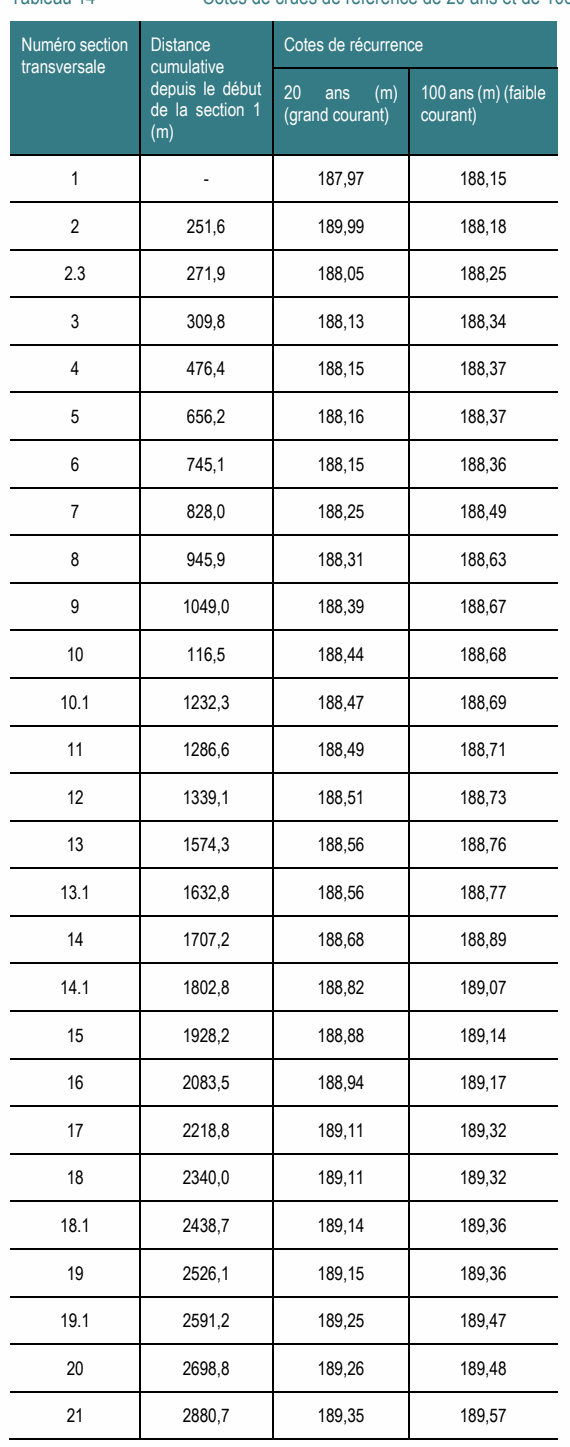 Tableau 14 Cotes de crues de référence de 20 ans et de 100
Numéro section transversale | Distance cumulative depuis le début de la section 1 (m) | Cotes de récurrence
20 ans (m) (grand courant) | 100 ans (m) (faible courant)
1 | - | 187,97 | 188,15
2 | 251,6 | 189,99 | 188,18
2.3 | 271,9 | 188,05 | 188,25
3 | 309,8 | 188,13 | 188,34
4 | 476,4 | 188,15 | 188,37
5 | 656,2 | 188,16 | 188,37
6 | 745,1 | 188,15 | 188,36
7 | 828,0 | 188,25 | 188,49
8 | 945,9 | 188,31 | 188,63
9 | 1049,0 | 188,39 | 188,67
10 | 116,5 | 188,44 | 188,68
10.1 | 1232,3 | 188,47 | 188,69
11 | 1286,6 | 188,49 | 188,71
12 | 1339,1 | 188,51 | 188,73
13 | 1574,3 | 188,56 | 188,76
13.1 | 1632,8 | 188,56 | 188,77
14 | 1707,2 | 188,68 | 188,89
14.1 | 1802,8 | 188,82 | 189,07
15 | 1928,2 | 188,88 | 189,14
16 | 2083,5 | 188,94 | 189,17
17 | 2218,8 | 189,11 | 189,32
18 | 2340,0 | 189,11 | 189,32
18.1 | 2438,7 | 189,14 | 189,36
19 | 2526,1 | 189,15 | 189,36
19.1 | 2591,2 | 189,25 | 189,47
20 | 2698,8 | 189,26 | 189,48
21 | 2880,7 | 189,35 | 189,57